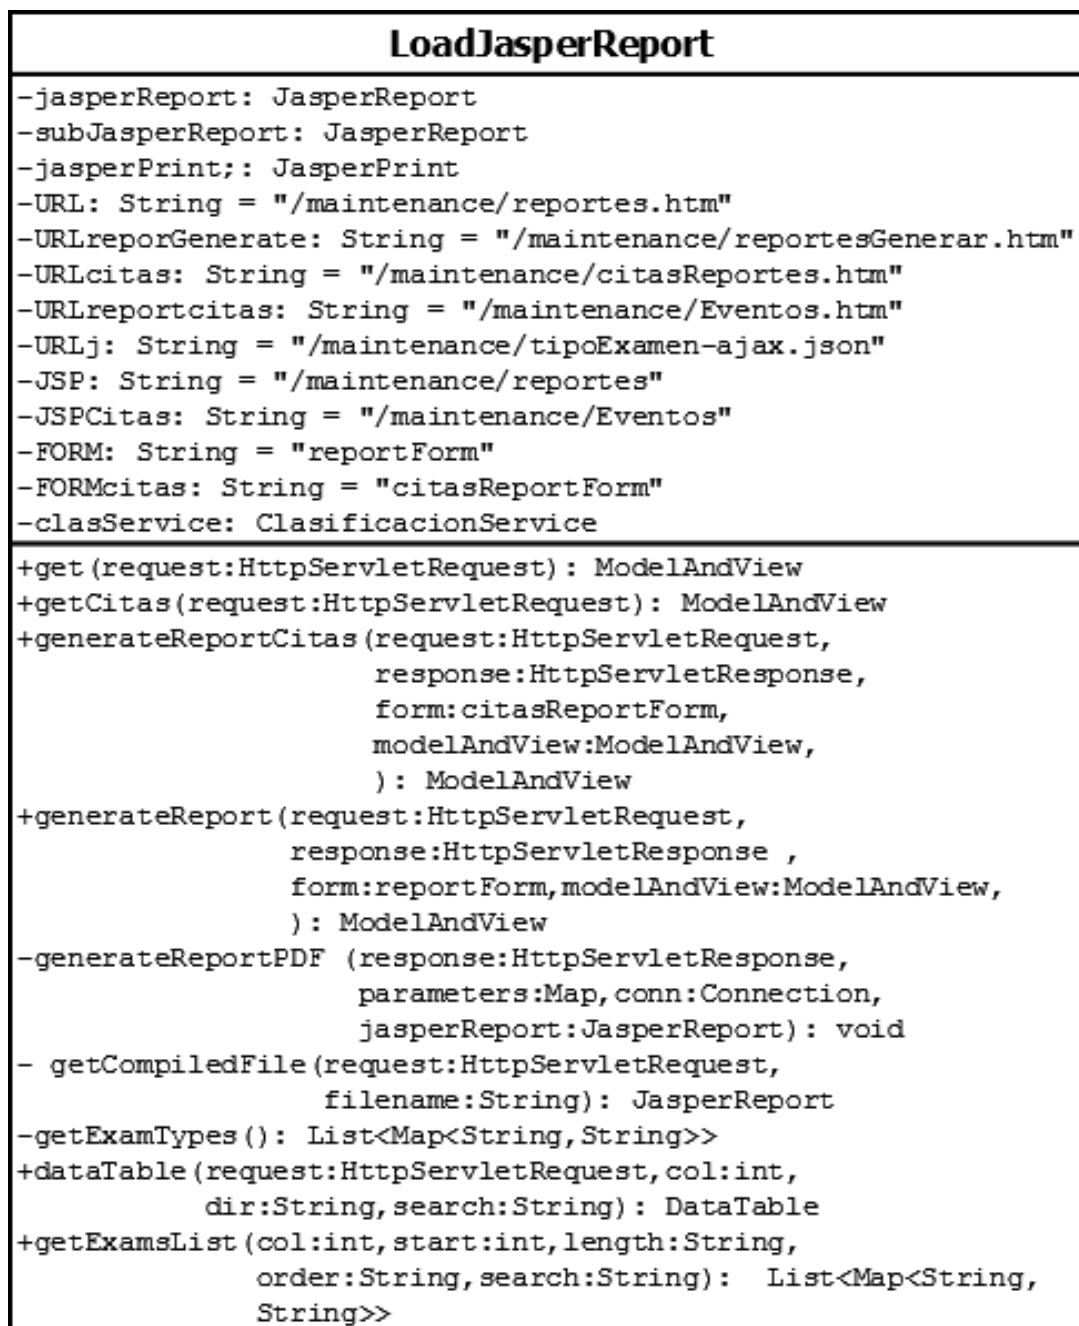 LoadJasperReport
-jasperReport: JasperReport
-subJasperReport: JasperReport
-jasperPrint;: JasperPrint
-URL: String = "/maintenance/reportes.htm"
-URLreporGenerate: String = "/maintenance/reportesGenerar.htm"
-URLcitas: String = "/maintenance/citasReportes.htm"
-URLreportcitas: String = "/maintenance/Eventos.htm"
-URLj: String = "/maintenance/tipoExamen-ajax.json"
-JSP: String = "/maintenance/reportes"
-JSPCitas: String = "/maintenance/Eventos"
-FORM: String = "reportForm"
-FORMcitas: String = "citasReportForm"
-clasService: ClasificacionService
+get(request:HttpServletRequest): ModelAndView
+getCitas(request:HttpServletRequest): ModelAndView
+generateReportCitas(request:HttpServletRequest,
response:HttpServletResponse,
form:citasReportForm,
modelAndView:ModelAndView,
): ModelAndView
+generateReport(request:HttpServletRequest,
response:HttpServletResponse ,
form:reportForm,modelAndView:ModelAndView,
): ModelAndView
-generateReportPDF (response:HttpServletResponse,
parameters:Map,conn:Connection,
jasperReport:JasperReport): void
- getCompiledFile(request:HttpServletRequest,
filename:String): JasperReport
-getExamTypes(): List<Map<String,String>>
+dataTable(request:HttpServletRequest,col:int,
dir:String,search:String): DataTable
+getExamsList(col:int,start:int,length:String,
order:String,search:String):  List<Map<String,
String>>